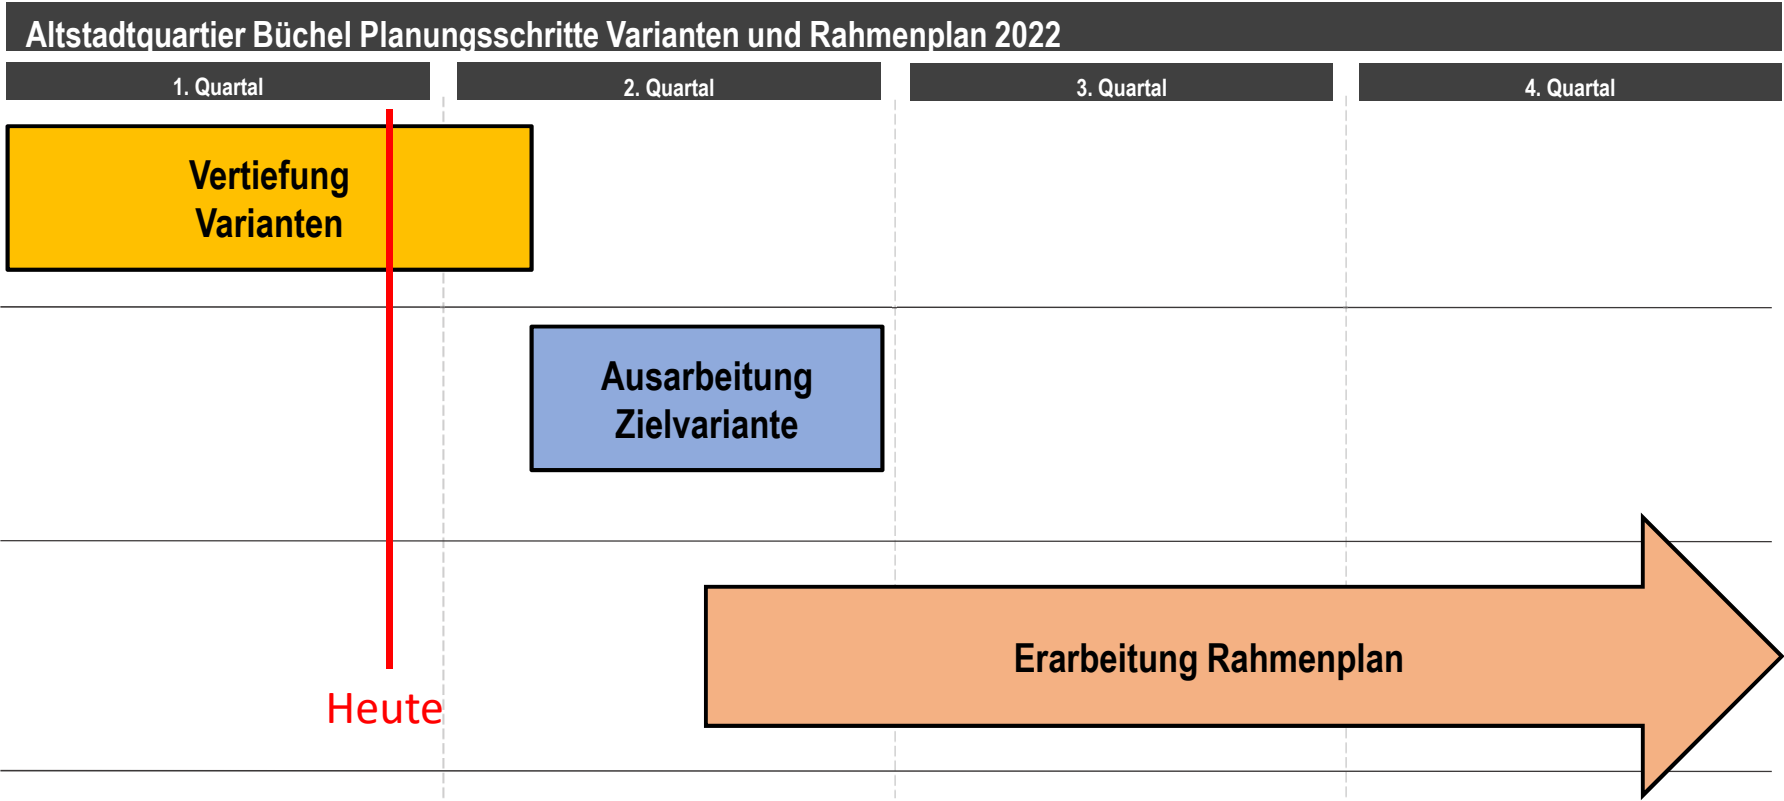 Altstadtquartier Büchel Planungsschritte Varianten und Rahmenplan 2022
1. Quartal
2. Quartal
3. Quartal
4. Quartal
Vertiefung
Varianten
Ausarbeitung
Zielvariante
Erarbeitung Rahmenplan
Heute